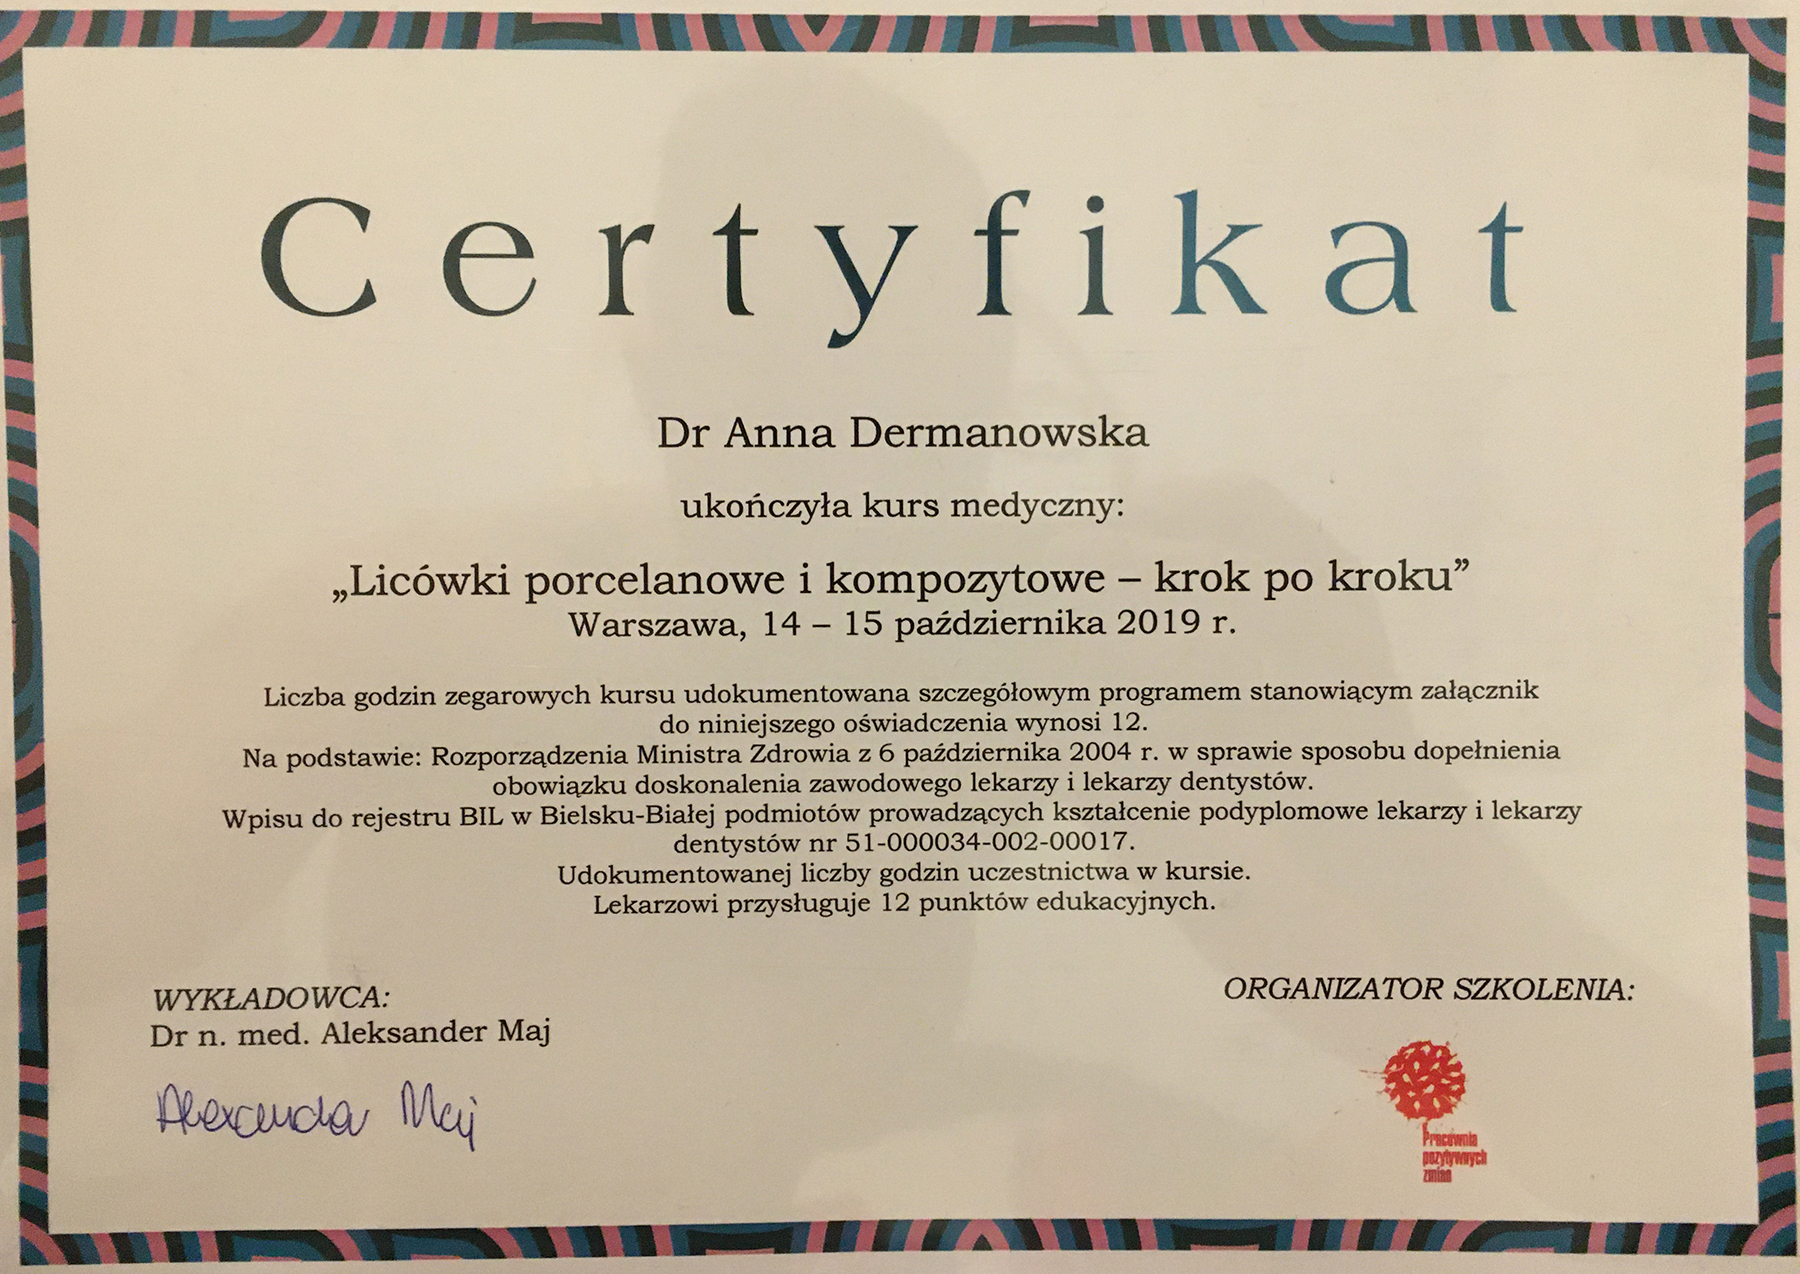 Certyfikat
Dr Anna Dermanowska
ukończyła kurs medyczny:
„Licówki porcelanowe i kompozytowe – krok po kroku”
Warszawa, 14 – 15 października 2019 r.
Liczba godzin zegarowych kursu udokumentowana szczegółowym programem stanowiącym załącznik
do niniejszego oświadczenia wynosi 12.
Na podstawie: Rozporządzenia Ministra Zdrowia z 6 października 2004 r. w sprawie sposobu dopełnienia
obowiązku doskonalenia zawodowego lekarzy i lekarzy dentystów.
Wpisu do rejestru BIL w Bielsku-Białej podmiotów prowadzących kształcenie podyplomowe lekarzy i lekarzy
dentystów nr 51-000034-002-00017.
Udokumentowanej liczby godzin uczestnictwa w kursie.
Lekarzowi przysługuje 12 punktów edukacyjnych.
WYKŁADOWCA:
Dr n. med. Aleksander Maj
Alexander Maj
ORGANIZATOR SZKOLENIA:
Pracownia
pozytywnych
zmian